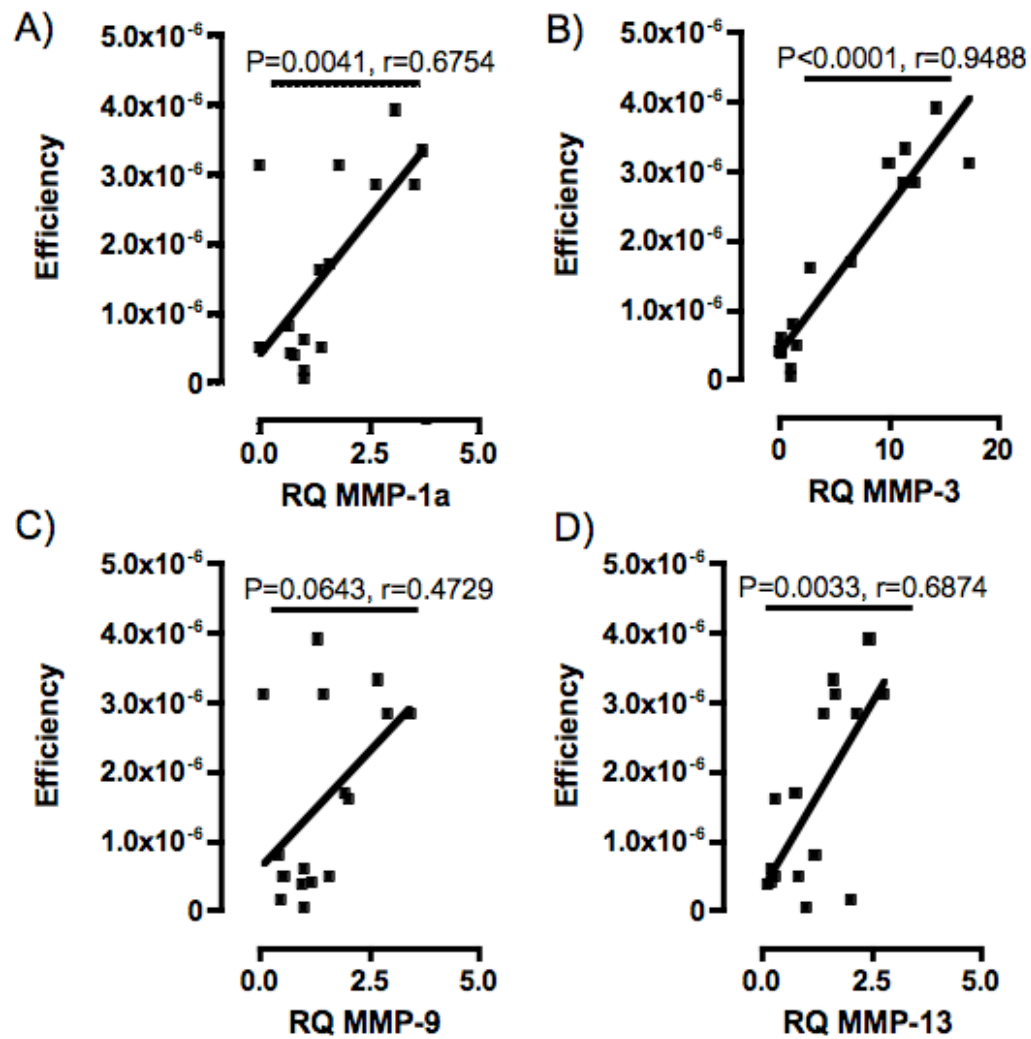 A)
P=0.0041, r=0.6754
Efficiency
5.0x10⁻⁶
4.0x10⁻⁶
3.0x10⁻⁶
2.0x10⁻⁶
1.0x10⁻⁶
0
0.0 2.5 5.0
RQ MMP-1a
B)
P<0.0001, r=0.9488
Efficiency
5.0x10⁻⁶
4.0x10⁻⁶
3.0x10⁻⁶
2.0x10⁻⁶
1.0x10⁻⁶
0
0 10 20
RQ MMP-3
C)
P=0.0643, r=0.4729
Efficiency
5.0x10⁻⁶
4.0x10⁻⁶
3.0x10⁻⁶
2.0x10⁻⁶
1.0x10⁻⁶
0
0.0 2.5 5.0
RQ MMP-9
D)
P=0.0033, r=0.6874
Efficiency
5.0x10⁻⁶
4.0x10⁻⁶
3.0x10⁻⁶
2.0x10⁻⁶
1.0x10⁻⁶
0
0.0 2.5 5.0
RQ MMP-13